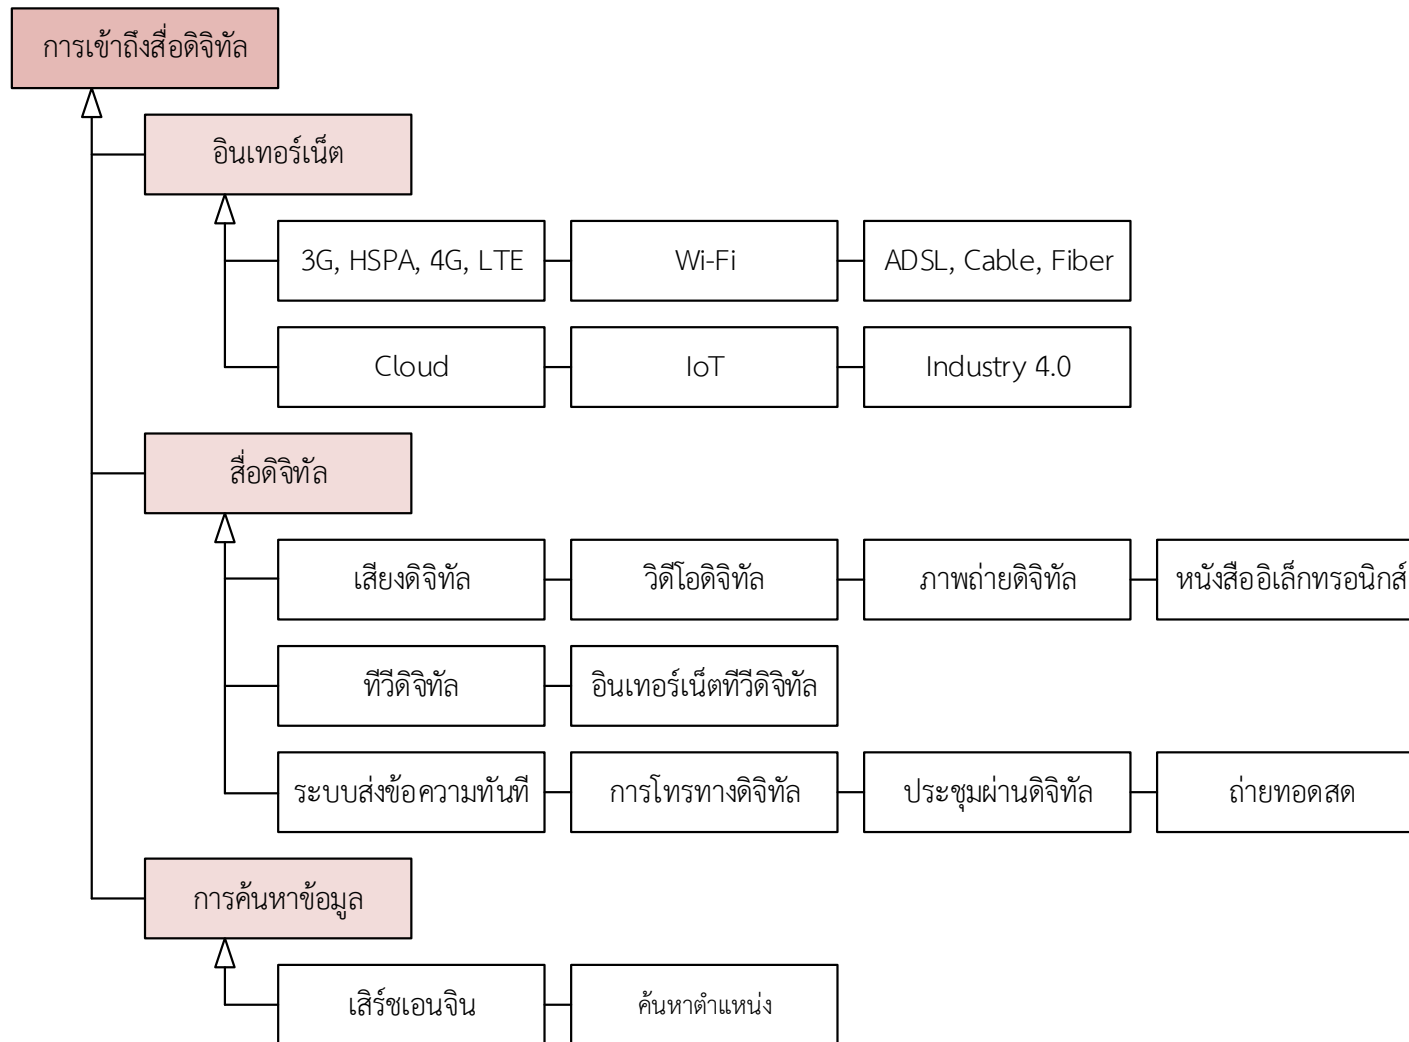 การเข้าถึงสื่อดิจิทัล
อินเทอร์เน็ต
3G, HSPA, 4G, LTE
Wi-Fi
ADSL, Cable, Fiber
Cloud
IoT
Industry 4.0
สื่อดิจิทัล
เสียงดิจิทัล
วิดีโอดิจิทัล
ภาพถ่ายดิจิทัล
หนังสืออิเล็กทรอนิกส์
ทีวีดิจิทัล
อินเทอร์เน็ตทีวีดิจิทัล
ระบบส่งข้อความทันที
การโทรทางดิจิทัล
ประชุมผ่านดิจิทัล
ถ่ายทอดสด
การค้นหาข้อมูล
เสิร์ชเอนจิน
ค้นหาตำแหน่ง